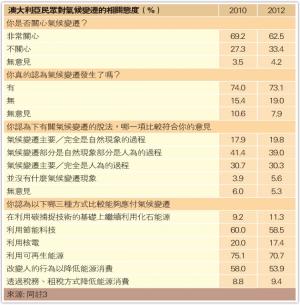 澳大利亞民眾對氣候變遷的相關態度（％） 2010 2012
你是否關心氣候變遷？
非常關心 69.2 62.5
不關心 27.3 33.4
無意見 3.5 4.2
你真的認為氣候變遷發生了嗎？
有 74.0 73.1
無 15.4 19.0
無意見 10.6 7.9
你認為下有關氣候變遷的說法，哪一項比較符合你的意見
氣候變遷主要／完全是自然現象的過程 17.9 19.8
氣候變遷部分是自然現象部分是人為的過程 41.4 39.0
氣候變遷主要／完全是人為的過程 30.7 30.3
並沒有什麼氣候變遷現象 3.9 5.6
無意見 6.0 5.3
你認為以下哪三種方式比較能夠應付氣候變遷
在利用碳捕捉技術的基礎上繼續利用化石能源 9.2 11.3
利用節能科技 60.0 58.5
利用核電 20.0 17.4
利用可再生能源 75.1 70.7
改變人的行為以降低能源消費 58.0 53.9
透過稅務、租稅方式降低能源消費 8.8 9.4
來源: 同註3